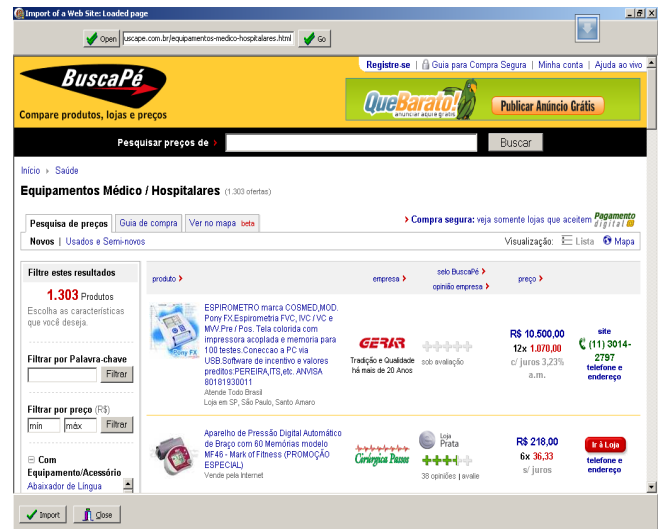 Import of a Web Site: Loaded page
Open
uscape.com.br/equipamentos-medico-hospitalares.html
Go
Registre-se | Guia para Compra Segura | Minha conta | Ajuda ao vivo
BuscaPé
Compare produtos, lojas e preços
QueBarato!
anunciar aqui é grátis
Publicar Anúncio Grátis
Pesquisar preços de
Buscar
Início Saúde
Equipamentos Médico / Hospitalares (1.303 ofertas)
Pesquisa de preços
Guia de compra
Ver no mapa beta
Compra segura: veja somente lojas que aceitem Pagamento digital
Novos | Usados e Semi-novos
Visualização: Lista Mapa
Filtre estes resultados
1.303 Produtos
Escolha as características
que você deseja.
Filtrar por Palavra-chave
Filtrar
Filtrar por preço (R$)
mín
máx
Filtrar
Com
Equipamento/Acessório
Abaixador de Língua
produto
empresa
selo BuscaPé
opinião empresa
preço
Pony FX
ESPIROMETRO marca COSMED,MOD.
Pony FX.Espirometria FVC, IVC / VC e
MVV.Pre / Pos. Tela colorida com
impressora acoplada e memoria para
100 testes.Coneccao a PC via
USB.Software de incentivo e valores
preditos:PEREIRA,ITS,etc. ANVISA
80181930011
Atende Todo Brasil
Loja em SP, São Paulo, Santo Amaro
GERAR
Tradição e Qualidade
há mais de 20 Anos
sob avaliação
R$ 10.500,00
12x 1.070,00
c/ juros 3,23%
a.m.
site
(11) 3014-
2797
telefone e
endereço
Aparelho de Pressão Digital Automático
de Braço com 60 Memórias modelo
MF46 - Mark of Fitness (PROMOÇÃO
ESPECIAL)
Vende pela Internet
Cirúrgica Passos
Loja
Prata
38 opiniões | avalie
R$ 218,00
6x 36,33
s/ juros
Ir à Loja
telefone e
endereço
Import
Close